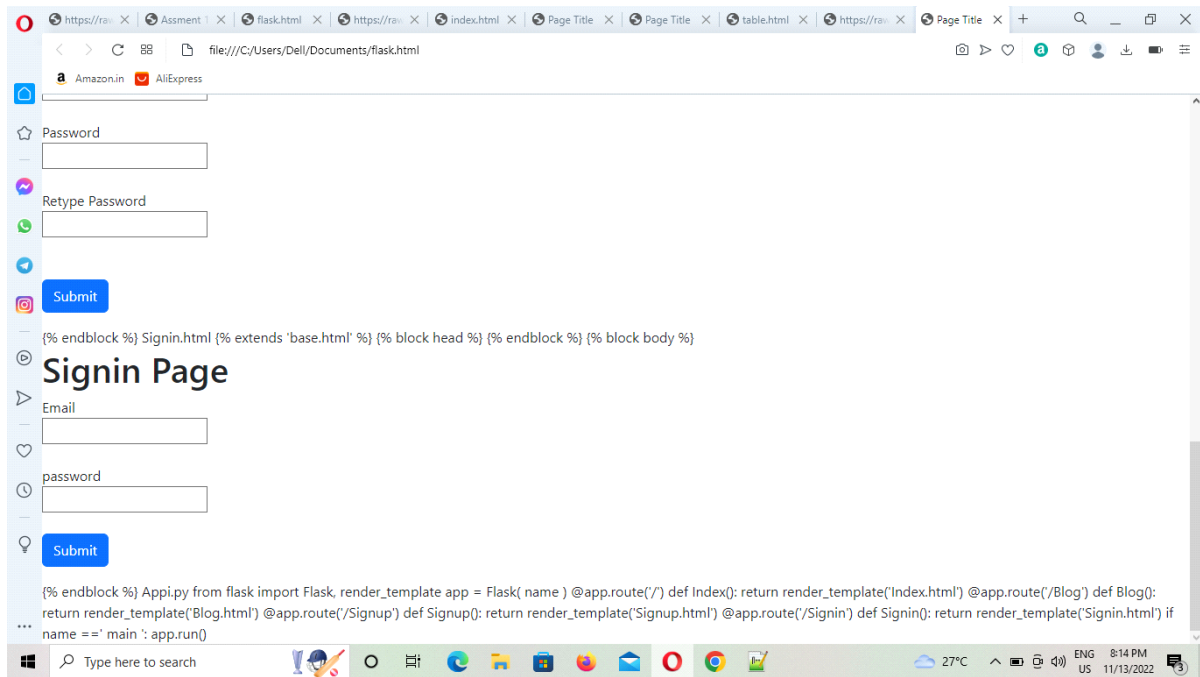 https://rav
Assment 1
flask.html
https://rav
index.html
Page Title
Page Title
table.html
https://rav
Page Title
file:///C:/Users/Dell/Documents/flask.html
Amazon.in
AliExpress
Password
Retype Password
Submit
{% endblock %} Signin.html {% extends 'base.html' %} {% block head %} {% endblock %} {% block body %}
Signin Page
Email
password
Submit
{% endblock %} Appi.py from flask import Flask, render_template app = Flask( name ) @app.route('/') def Index(): return render_template('Index.html') @app.route('/Blog') def Blog():
return render_template('Blog.html') @app.route('/Signup') def Signup(): return render_template('Signup.html') @app.route('/Signin') def Signin(): return render_template('Signin.html') if
name ==' main ': app.run()
Type here to search
27°C
ENG
US
8:14 PM
11/13/2022
3